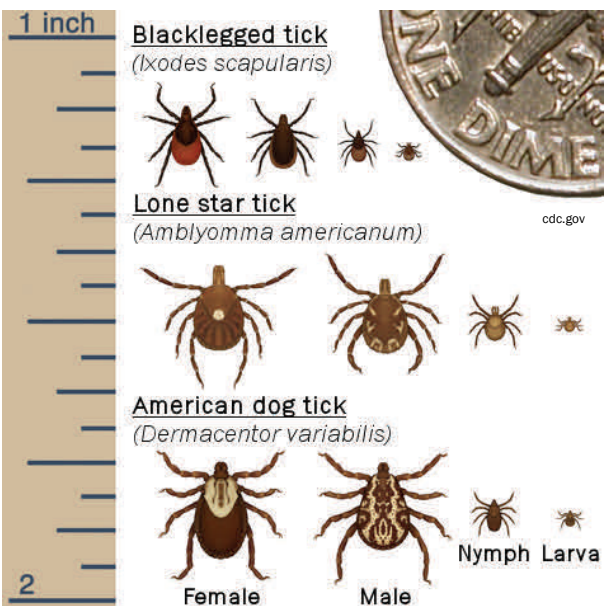 1 inch
Blacklegged tick
(Ixodes scapularis)
ONE DIME
Lone star tick
cdc.gov
(Amblyomma americanum)
American dog tick
(Dermacentor variabilis)
Nymph Larva
2
Female Male